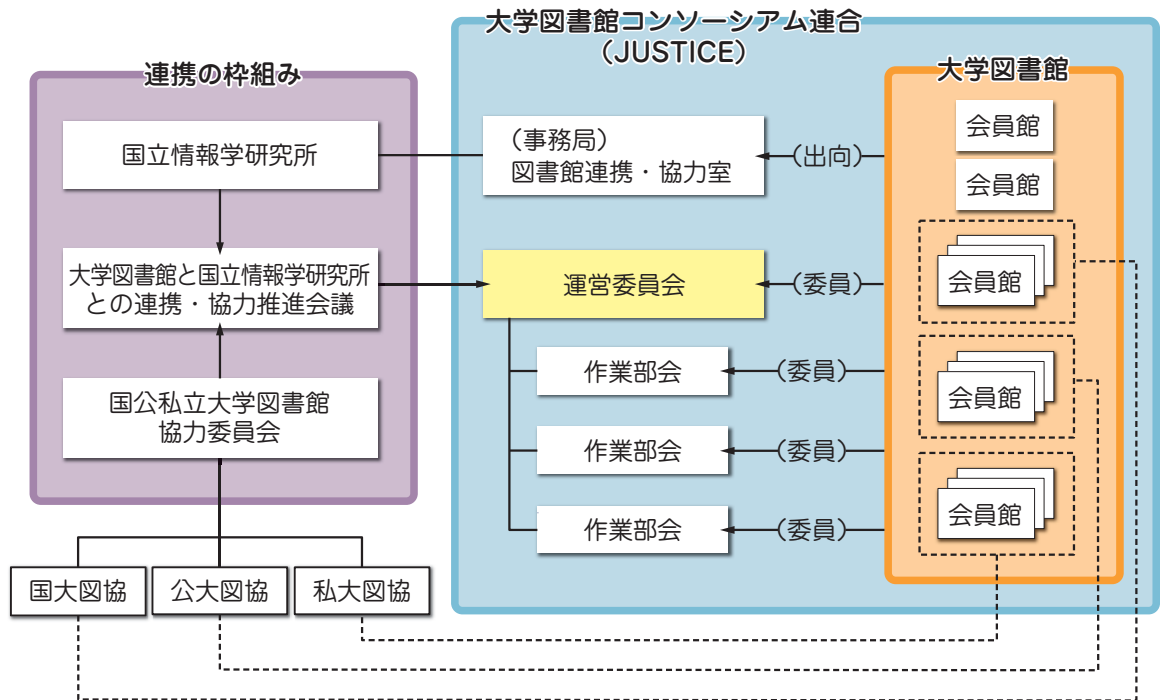 大学図書館コンソーシアム連合
（JUSTICE）
連携の枠組み
国立情報学研究所
大学図書館と国立情報学研究所
との連携・協力推進会議
国公私立大学図書館
協力委員会
国大図協
公大図協
私大図協
（事務局）
図書館連携・協力室
運営委員会
作業部会
作業部会
作業部会
（出向）
（委員）
（委員）
（委員）
（委員）
大学図書館
会員館
会員館
会員館
会員館
会員館